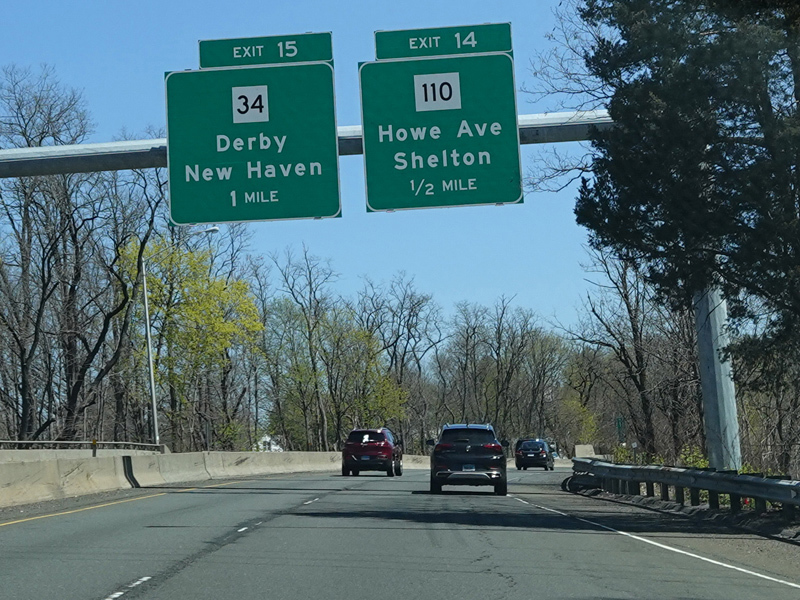 EXIT 15
34
Derby
New Haven
1 MILE
EXIT 14
110
Howe Ave
Shelton
1/2 MILE